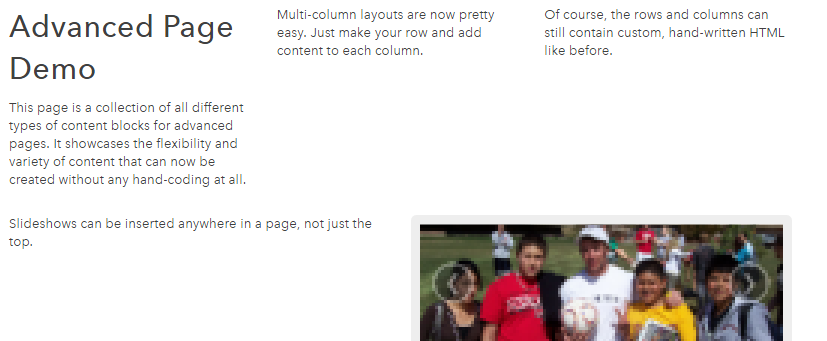 Advanced Page
Demo
This page is a collection of all different
types of content blocks for advanced
pages. It showcases the flexibility and
variety of content that can now be
created without any hand-coding at all.
Multi-column layouts are now pretty
easy. Just make your row and add
content to each column.
Of course, the rows and columns can
still contain custom, hand-written HTML
like before.
Slideshows can be inserted anywhere in a page, not just the
top.